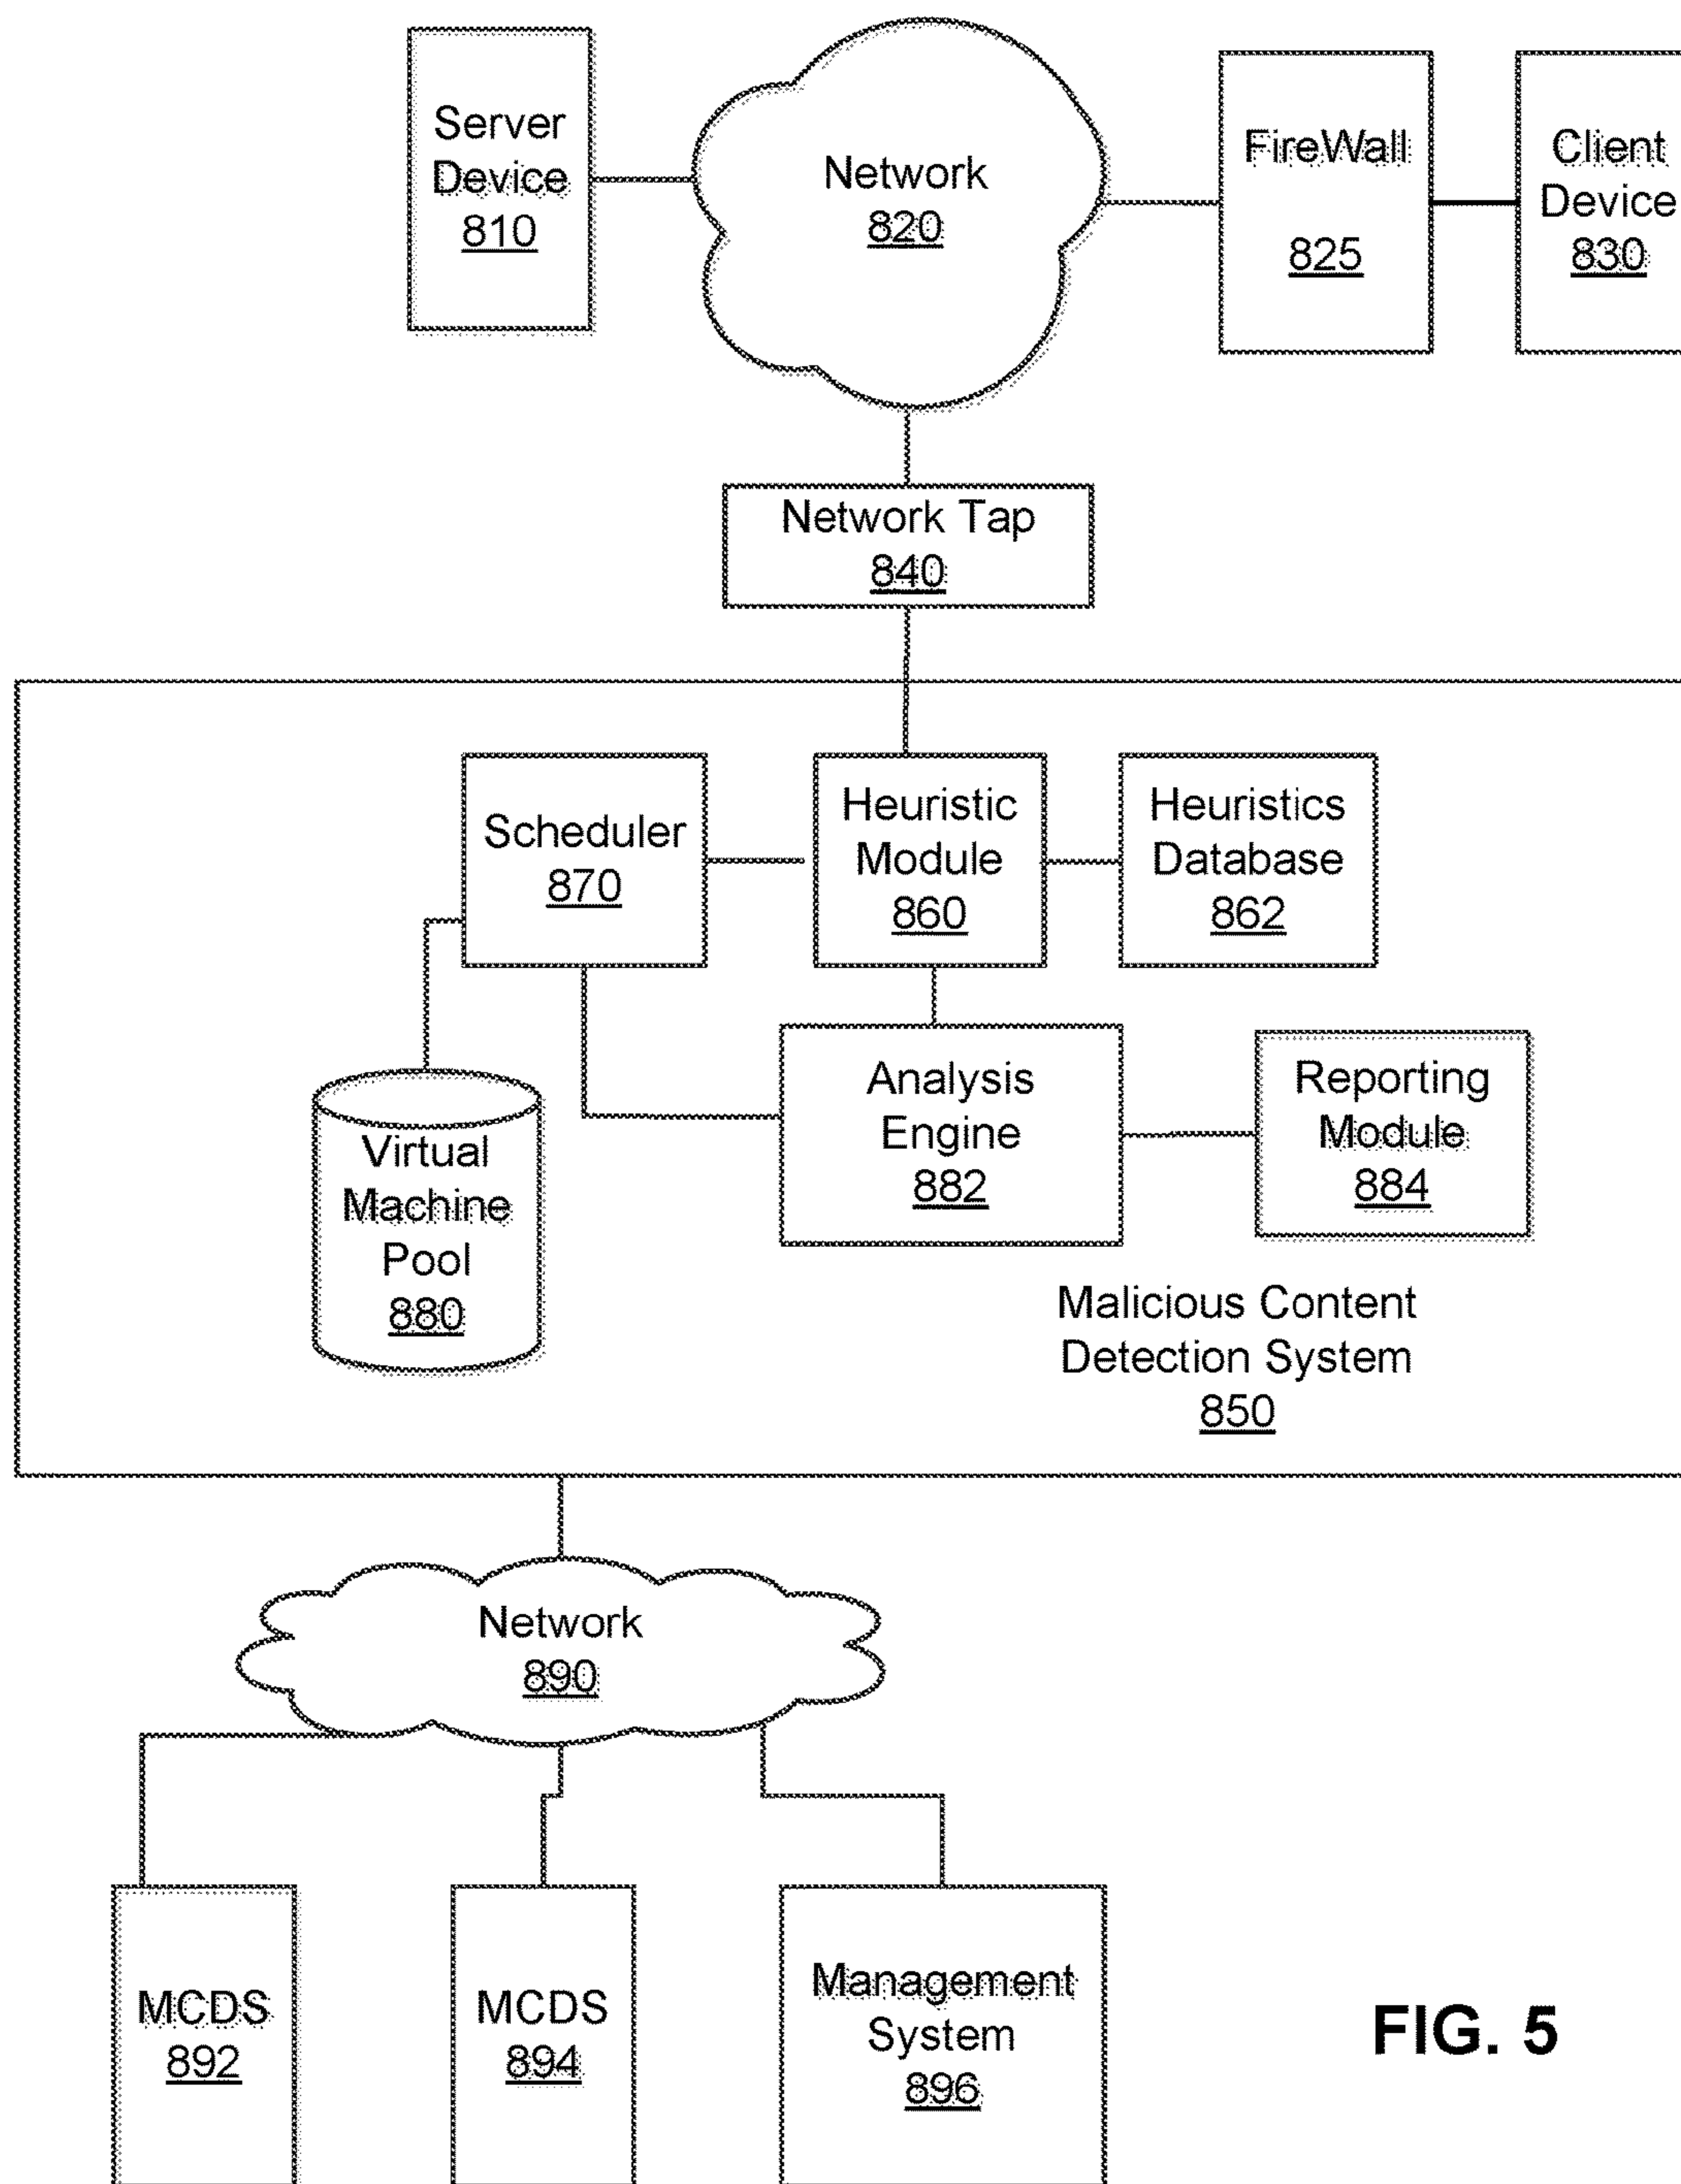 Server
Device
810
Network
820
FireWall
825
Client
Device
830
Network Tap
840
Scheduler
870
Heuristic
Module
860
Heuristics
Database
862
Virtual
Machine
Pool
880
Analysis
Engine
882
Reporting
Module
884
Malicious Content
Detection System
850
Network
890
MCDS
892
MCDS
894
Management
System
896
FIG. 5